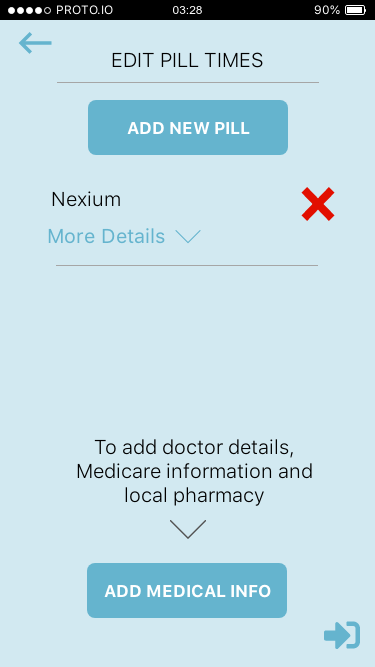 PROTO.IO 03:28 90%
EDIT PILL TIMES
ADD NEW PILL
Nexium
More Details
To add doctor details,
Medicare information and
local pharmacy
ADD MEDICAL INFO